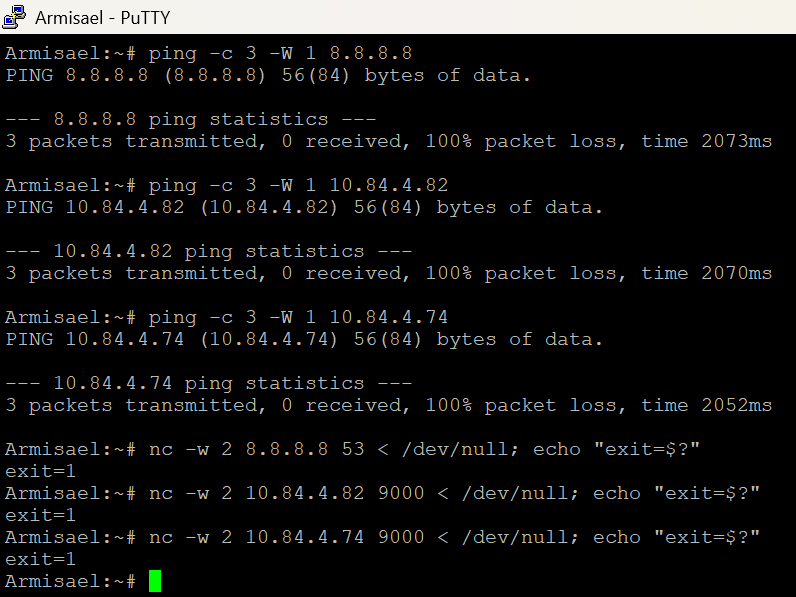 Armisael - PuTTY
Armisael:~# ping -c 3 -W 1 8.8.8.8
PING 8.8.8.8 (8.8.8.8) 56(84) bytes of data.
--- 8.8.8.8 ping statistics ---
3 packets transmitted, 0 received, 100% packet loss, time 2073ms
Armisael:~# ping -c 3 -W 1 10.84.4.82
PING 10.84.4.82 (10.84.4.82) 56(84) bytes of data.
--- 10.84.4.82 ping statistics ---
3 packets transmitted, 0 received, 100% packet loss, time 2070ms
Armisael:~# ping -c 3 -W 1 10.84.4.74
PING 10.84.4.74 (10.84.4.74) 56(84) bytes of data.
--- 10.84.4.74 ping statistics ---
3 packets transmitted, 0 received, 100% packet loss, time 2052ms
Armisael:~# nc -w 2 8.8.8.8 53 < /dev/null; echo "exit=$?"
exit=1
Armisael:~# nc -w 2 10.84.4.82 9000 < /dev/null; echo "exit=$?"
exit=1
Armisael:~# nc -w 2 10.84.4.74 9000 < /dev/null; echo "exit=$?"
exit=1
Armisael:~#